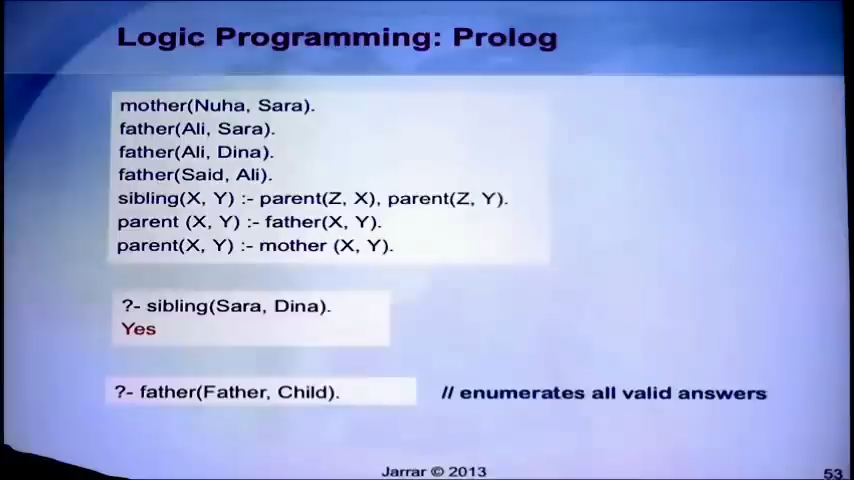 Logic Programming: Prolog
mother(Nuha, Sara).
father(Ali, Sara).
father(Ali, Dina).
father(Said, Ali).
sibling(X, Y) :- parent(Z, X), parent(Z, Y).
parent (X, Y) :- father(X, Y).
parent(X, Y) :- mother (X, Y).
?- sibling(Sara, Dina).
Yes
?- father(Father, Child). // enumerates all valid answers
Jarrar © 2013
53